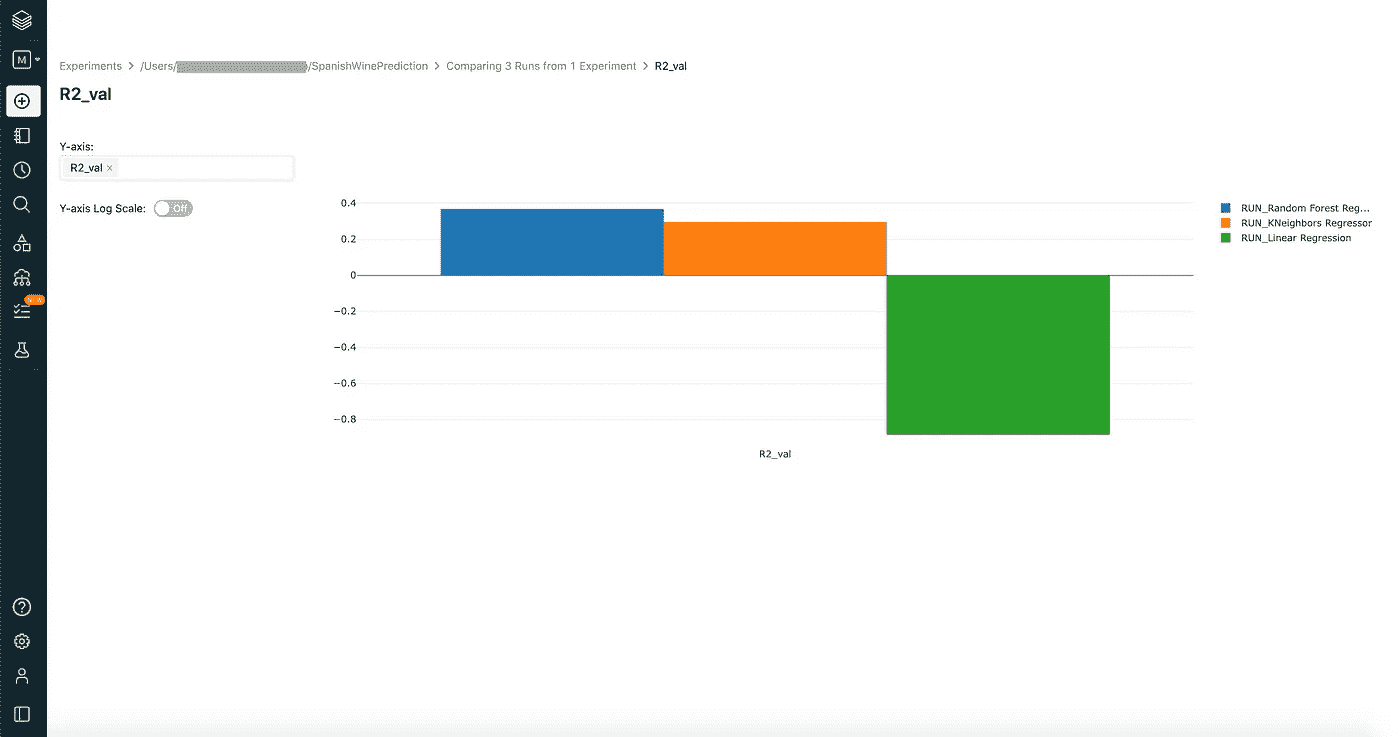 M
Experiments > /Users/ /SpanishWinePrediction > Comparing 3 Runs from 1 Experiment > R2_val
R2_val
Y-axis:
R2_val ×
Y-axis Log Scale: Off
NEW
0.4
0.2
0
−0.2
−0.4
−0.6
−0.8
R2_val
RUN_Random Forest Reg...
RUN_KNeighbors Regressor
RUN_Linear Regression